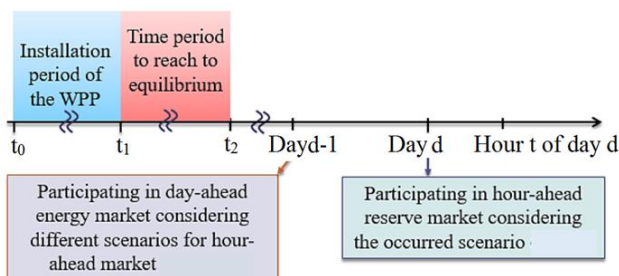 Installation
period of
the WPP
Time period
to reach to
equilibrium
t0
t1
t2
Dayd-1
Day d
Hour t of day d
Participating in day-ahead
energy market considering
different scenarios for hour-
ahead market
Participating in hour-ahead
reserve market considering
the occurred scenario